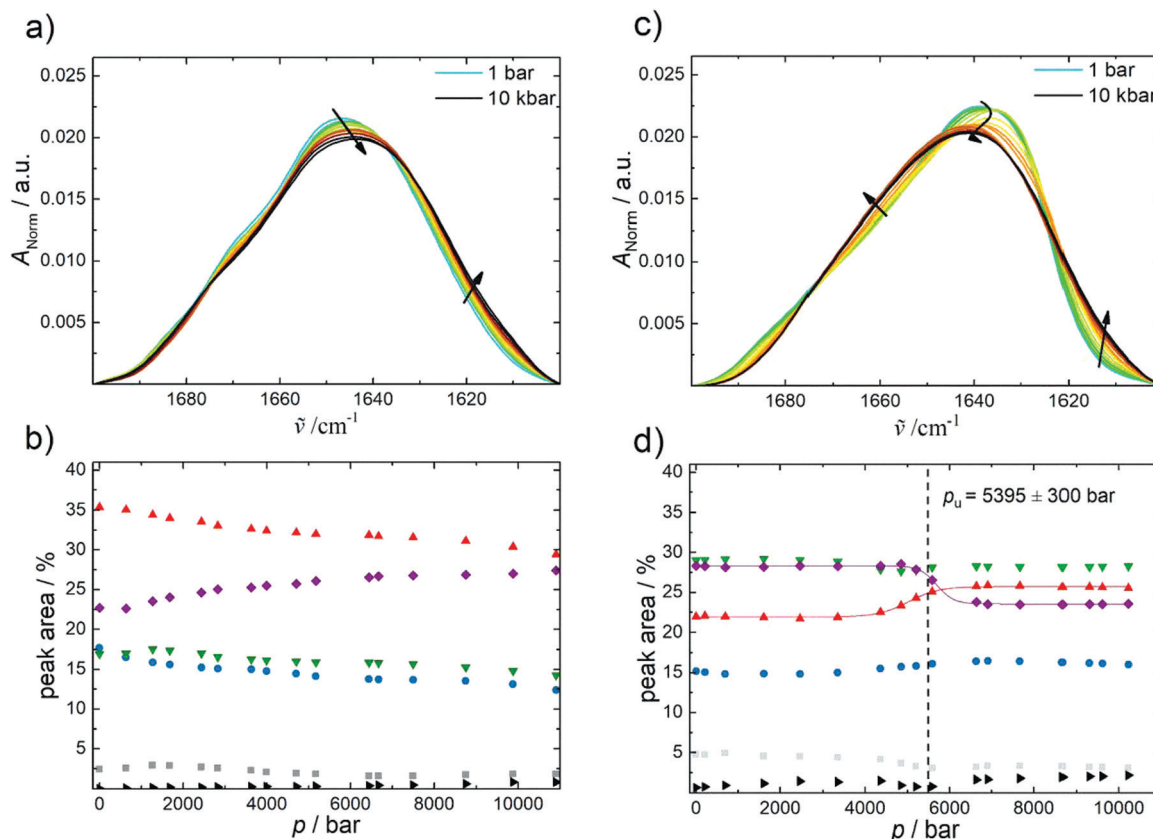 a)
0.025
0.020
0.015
0.010
0.005
A_Norm / a.u.
1 bar
10 kbar
1680
1660
1640
1620
ν̃ /cm⁻¹
c)
0.025
0.020
0.015
0.010
0.005
A_Norm / a.u.
1 bar
10 kbar
1680
1660
1640
1620
ν̃ /cm⁻¹
b)
40
35
30
25
20
15
10
5
peak area / %
0
2000
4000
6000
8000
10000
p / bar
d)
40
35
30
25
20
15
10
5
peak area / %
p_u = 5395 ± 300 bar
0
2000
4000
6000
8000
10000
p / bar